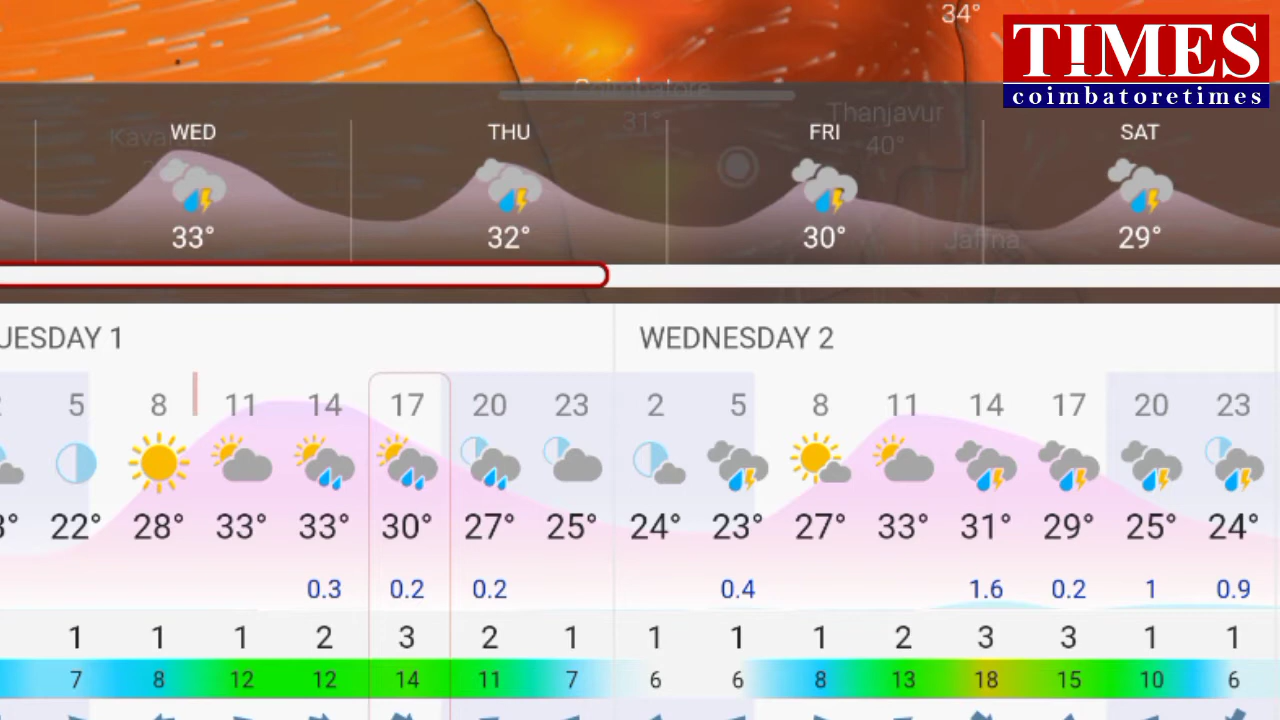 34°
TIMES
coimbatoretimes
Coimbatore
31°
Thanjavur
40°
Kava
WED THU FRI SAT
33° 32° 30° 29°
Jaffna
UESDAY 1 WEDNESDAY 2
5 8 11 14 17 20 23 2 5 8 11 14 17 20 23
22° 28° 33° 33° 30° 27° 25° 24° 23° 27° 33° 31° 29° 25° 24°
0.3 0.2 0.2 0.4 1.6 0.2 1 0.9
1 1 1 2 3 2 1 1 1 1 2 3 3 1 1
7 8 12 12 14 11 7 6 6 8 13 18 15 10 6